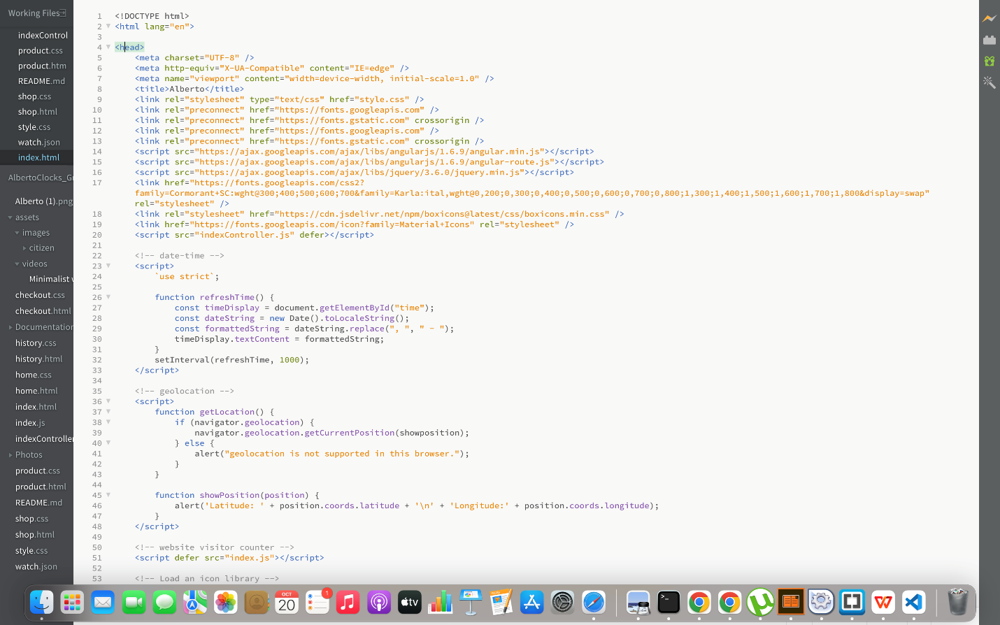 Working Files
indexControl
product.css
product.htm
README.md
shop.css
shop.html
style.css
watch.json
index.html
AlbertoClocks_Gr
Alberto (1).png
assets
images
citizen
videos
Minimalist w
checkout.css
checkout.html
Documentation
history.css
history.html
home.css
home.html
index.html
index.js
indexController
Photos
product.css
product.html
README.md
shop.css
shop.html
style.css
watch.json
1 <!DOCTYPE html>
2 <html lang="en">
3
4 <head>
5 <meta charset="UTF-8" />
6 <meta http-equiv="X-UA-Compatible" content="IE=edge" />
7 <meta name="viewport" content="width=device-width, initial-scale=1.0" />
8 <title>Alberto</title>
9 <link rel="stylesheet" type="text/css" href="style.css" />
10 <link rel="preconnect" href="https://fonts.googleapis.com" />
11 <link rel="preconnect" href="https://fonts.gstatic.com" crossorigin />
12 <link rel="preconnect" href="https://fonts.googleapis.com" />
13 <link rel="preconnect" href="https://fonts.gstatic.com" crossorigin />
14 <script src="https://ajax.googleapis.com/ajax/libs/angularjs/1.6.9/angular.min.js"></script>
15 <script src="https://ajax.googleapis.com/ajax/libs/angularjs/1.6.9/angular-route.js"></script>
16 <script src="https://ajax.googleapis.com/ajax/libs/jquery/3.6.0/jquery.min.js"></script>
17 <link href="https://fonts.googleapis.com/css2?
family=Cormorant+SC:wght@300;400;500;600;700&family=Karla:ital,wght@0,200;0,300;0,400;0,500;0,600;0,700;0,800;1,300;1,400;1,500;1,600;1,700;1,800&display=swap"
rel="stylesheet" />
18 <link rel="stylesheet" href="https://cdn.jsdelivr.net/npm/boxicons@latest/css/boxicons.min.css" />
19 <link href="https://fonts.googleapis.com/icon?family=Material+Icons" rel="stylesheet" />
20 <script src="indexController.js" defer></script>
21
22 <!-- date-time -->
23 <script>
24 `use strict`;
25
26 function refreshTime() {
27 const timeDisplay = document.getElementById("time");
28 const dateString = new Date().toLocaleString();
29 const formattedString = dateString.replace(", ", " - ");
30 timeDisplay.textContent = formattedString;
31 }
32 setInterval(refreshTime, 1000);
33 </script>
34
35 <!-- geolocation -->
36 <script>
37 function getLocation() {
38 if (navigator.geolocation) {
39 navigator.geolocation.getCurrentPosition(showposition);
40 } else {
41 alert("geolocation is not supported in this browser.");
42 }
43 }
44
45 function showPosition(position) {
46 alert('Latitude: ' + position.coords.latitude + '\n' + 'Longitude:' + position.coords.longitude);
47 }
48 </script>
49
50 <!-- website visitor counter -->
51 <script defer src="index.js"></script>
52
53 <!-- Load an icon library -->
OCT
20
1
tv